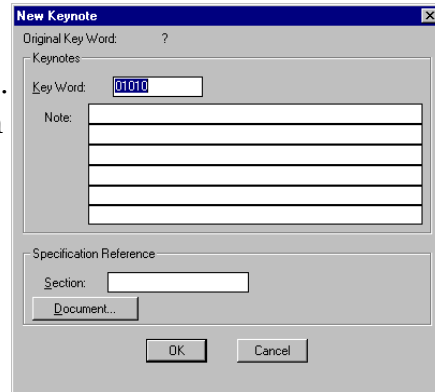 New Keynote
Original Key Word: ?
Keynotes
Key Word: 01010
Note:
Specification Reference
Section:
Document...
OK Cancel